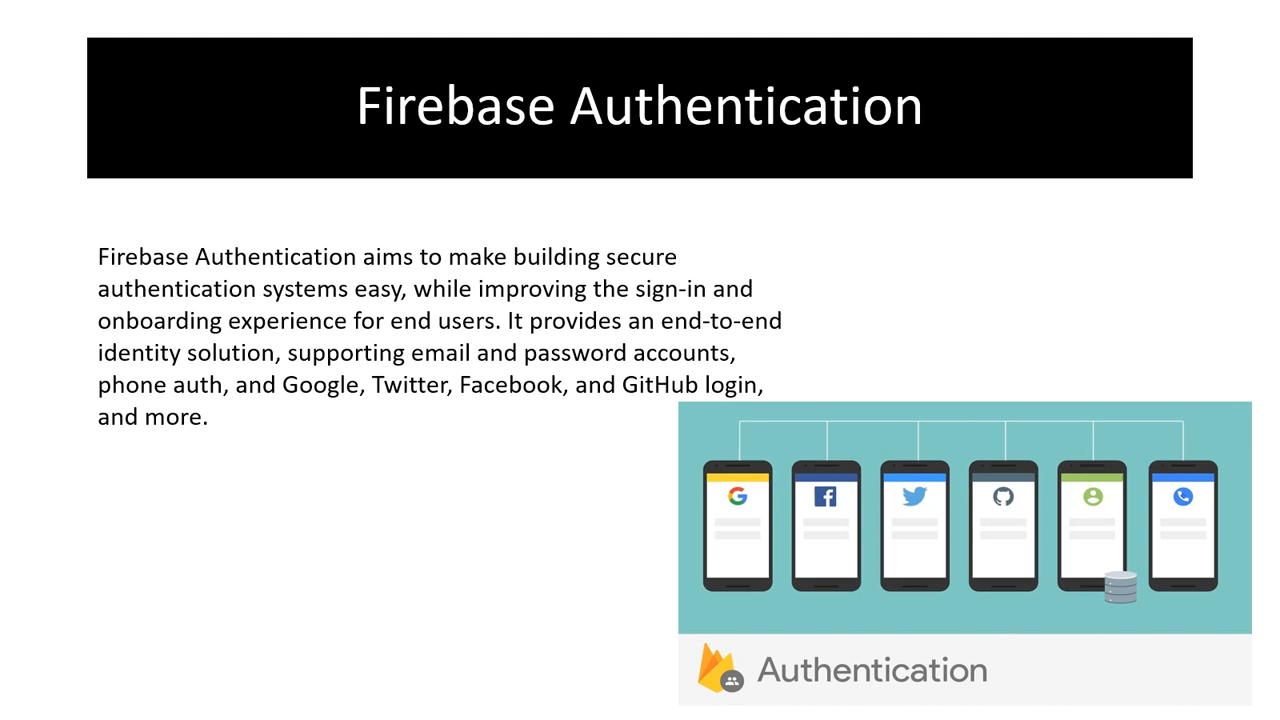 Firebase Authentication
Firebase Authentication aims to make building secure
authentication systems easy, while improving the sign-in and
onboarding experience for end users. It provides an end-to-end
identity solution, supporting email and password accounts,
phone auth, and Google, Twitter, Facebook, and GitHub login,
and more.
Authentication